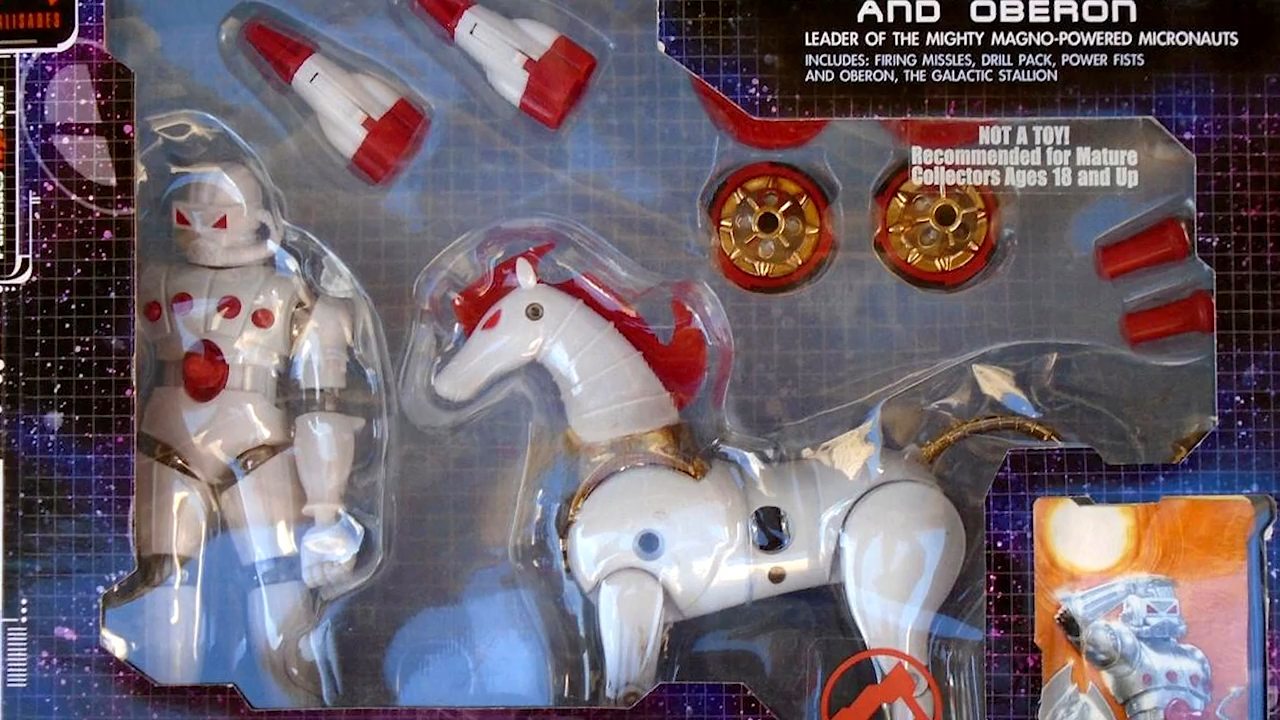 AND OBERON
LEADER OF THE MIGHTY MAGNO-POWERED MICRONAUTS
INCLUDES: FIRING MISSLES, DRILL PACK, POWER FISTS
AND OBERON, THE GALACTIC STALLION
NOT A TOY!
Recommended for Mature
Collectors Ages 18 and Up